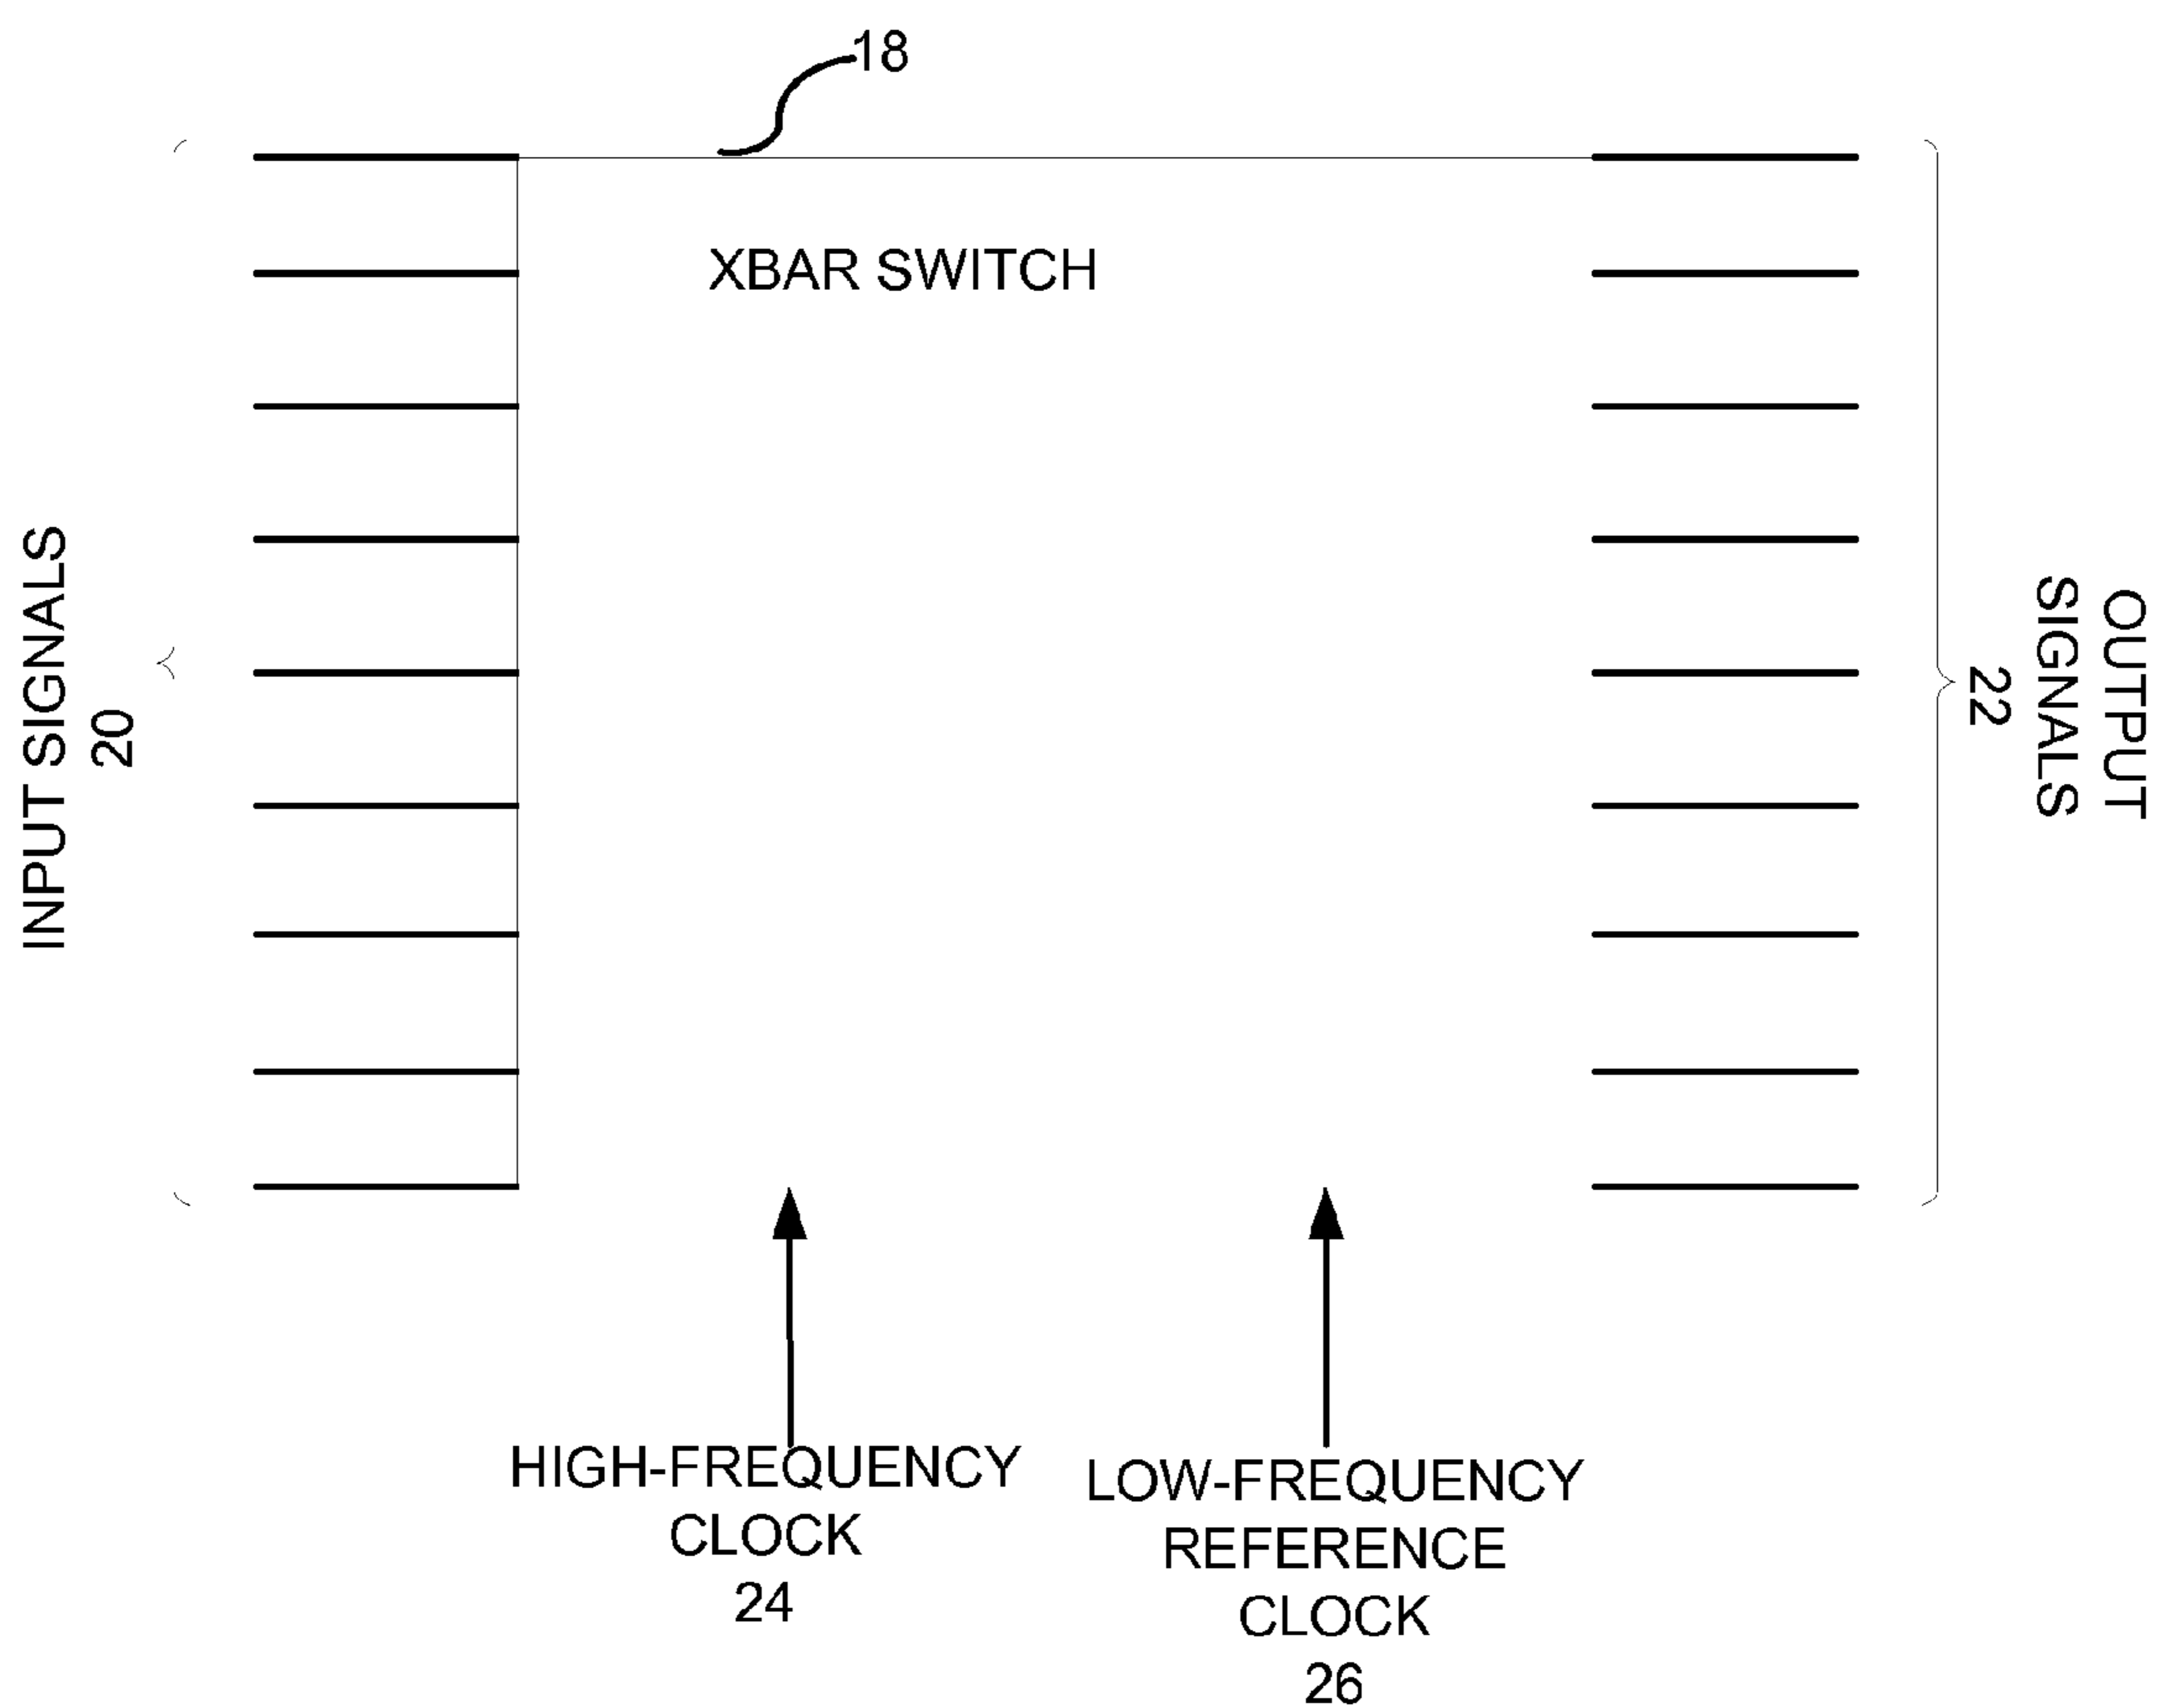 18
XBAR SWITCH
INPUT SIGNALS
20
OUTPUT
SIGNALS
22
HIGH-FREQUENCY
CLOCK
24
LOW-FREQUENCY
REFERENCE
CLOCK
26